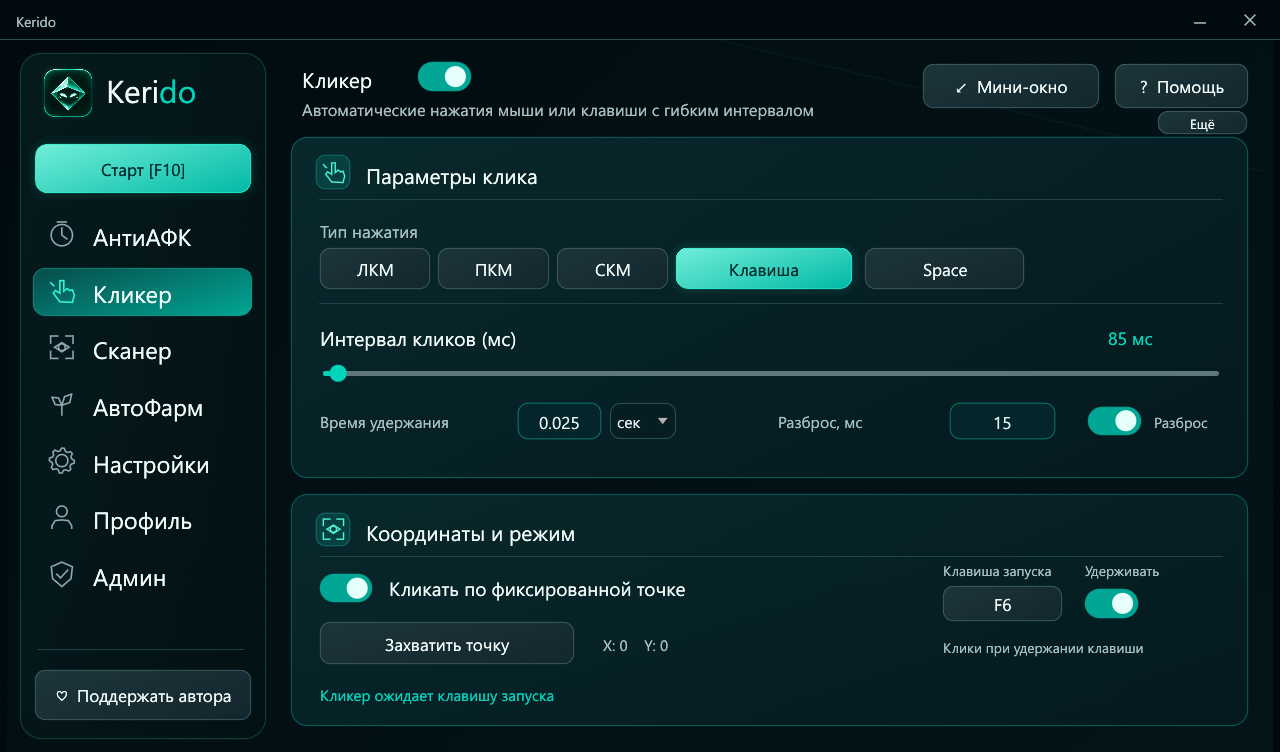 Kerido
Kerido
Старт [F10]
АнтиАФК
Кликер
Сканер
АвтоФарм
Настройки
Профиль
Админ
Поддержать автора
Кликер
Автоматические нажатия мыши или клавиши с гибким интервалом
Мини-окно
? Помощь
Ещё
Параметры клика
Тип нажатия
ЛКМ ПКМ СКМ Клавиша Space
Интервал кликов (мс) 85 мс
Время удержания 0.025 сек Разброс, мс 15 Разброс
Координаты и режим
Кликать по фиксированной точке
Захватить точку X: 0 Y: 0
Кликер ожидает клавишу запуска
Клавиша запуска Удерживать
F6
Клики при удержании клавиши